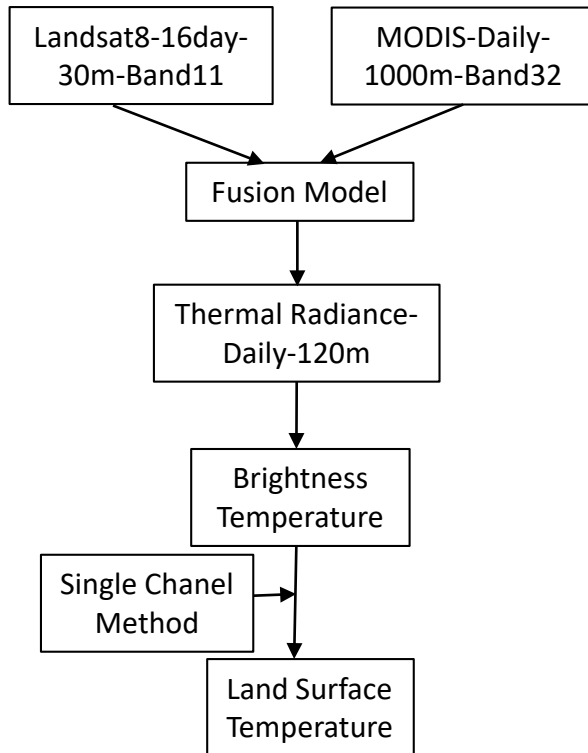 Landsat8-16day-
30m-Band11
MODIS-Daily-
1000m-Band32
Fusion Model
Thermal Radiance-
Daily-120m
Brightness
Temperature
Single Chanel
Method
Land Surface
Temperature